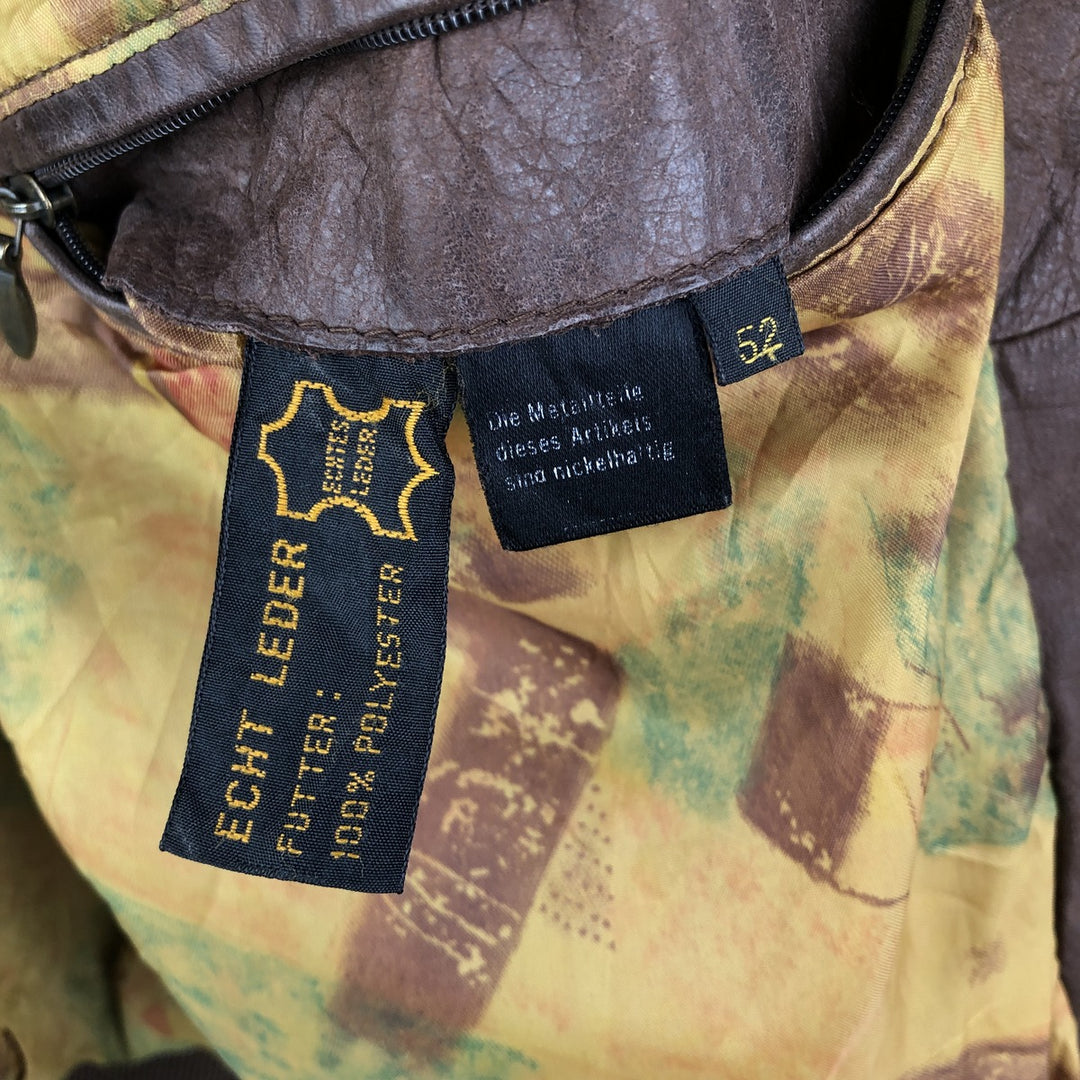 ECHTES
LEDER
ECHT LEDER
FUTTER:
100% POLYESTER
Die Metallteile
dieses Artikels
sind nickelhaltig
52